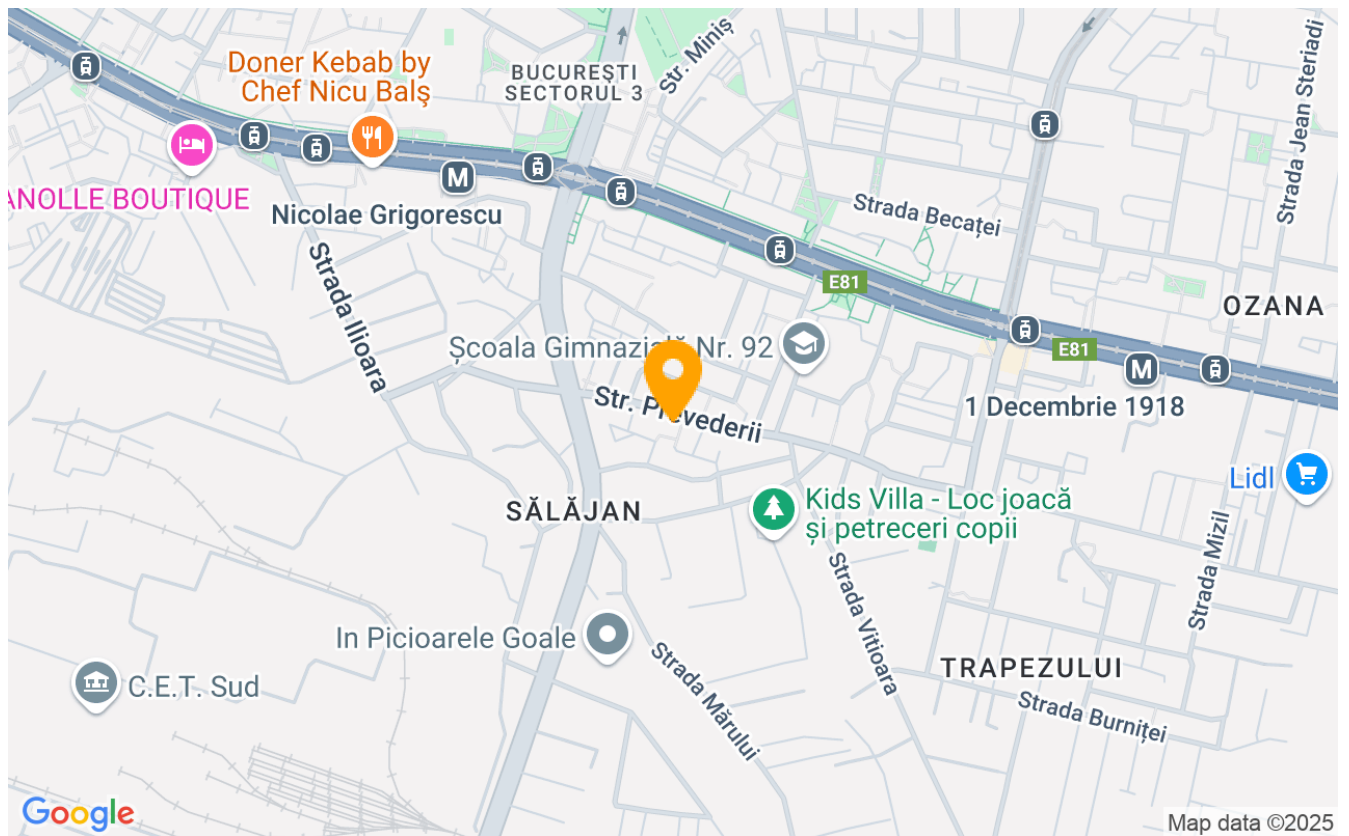 Doner Kebab by
Chef Nicu Balș
BUCUREȘTI
SECTORUL 3
Str. Miniș
Strada Jean Steriadi
ANOLLE BOUTIQUE
M
Nicolae Grigorescu
Strada Becaței
Strada Ilioara
E81
OZANA
Școala Gimnazială Nr. 92
E81
M
Str. Prevederii
1 Decembrie 1918
Lidl
SĂLĂJAN
Kids Villa - Loc joacă
și petreceri copii
Strada Mizil
Strada Vitioara
In Picioarele Goale
Strada Mărului
TRAPEZULUI
C.E.T. Sud
Strada Burniței
Google
Map data ©2025